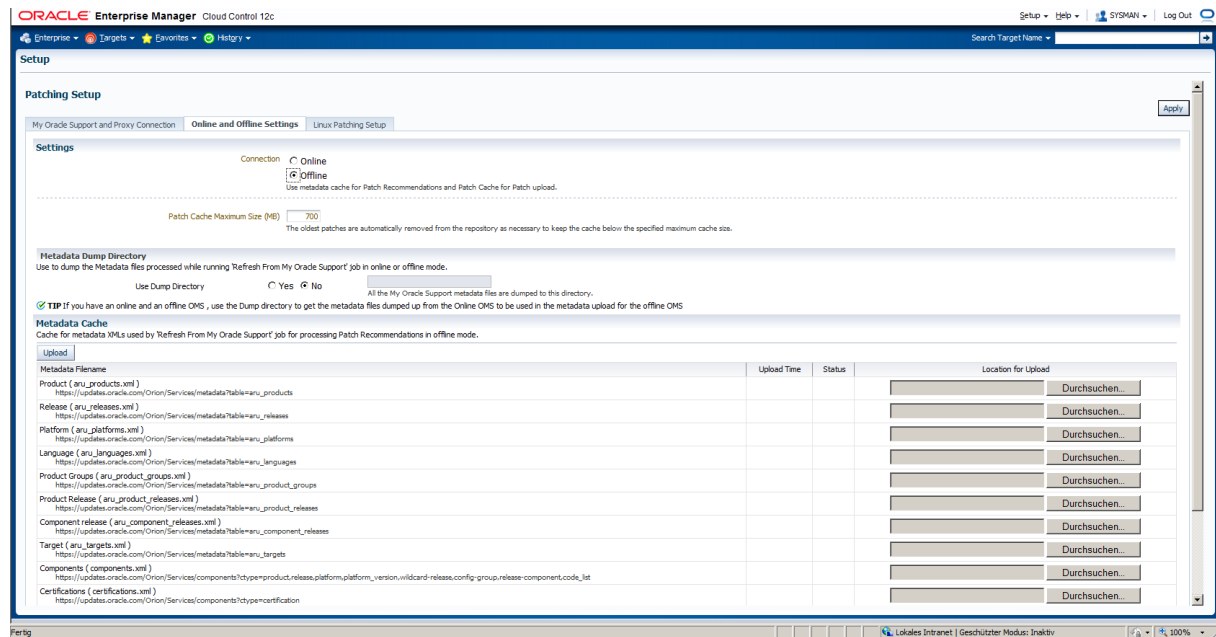 ORACLE Enterprise Manager Cloud Control 12c
Setup Help SYSMAN Log Out
Enterprise Targets Favorites History
Search Target Name
Setup
Patching Setup
Apply
My Oracle Support and Proxy Connection Online and Offline Settings Linux Patching Setup
Settings
Connection Online
Offline
Use metadata cache for Patch Recommendations and Patch Cache for Patch upload.
Patch Cache Maximum Size (MB) 700
The oldest patches are automatically removed from the repository as necessary to keep the cache below the specified maximum cache size.
Metadata Dump Directory
Use to dump the Metadata files processed while running 'Refresh From My Oracle Support' job in online or offline mode.
Use Dump Directory Yes No
All the My Oracle Support metadata files are dumped to this directory.
TIP If you have an online and an offline OMS , use the Dump directory to get the metadata files dumped up from the Online OMS to be used in the metadata upload for the offline OMS
Metadata Cache
Cache for metadata XMLs used by 'Refresh From My Oracle Support' job for processing Patch Recommendations in offline mode.
Upload
Metadata Filename Upload Time Status Location for Upload
Product ( aru_products.xml )
https://updates.oracle.com/Orion/Services/metadata?table=aru_products
Durchsuchen...
Release ( aru_releases.xml )
https://updates.oracle.com/Orion/Services/metadata?table=aru_releases
Durchsuchen...
Platform ( aru_platforms.xml )
https://updates.oracle.com/Orion/Services/metadata?table=aru_platforms
Durchsuchen...
Language ( aru_languages.xml )
https://updates.oracle.com/Orion/Services/metadata?table=aru_languages
Durchsuchen...
Product Groups ( aru_product_groups.xml )
https://updates.oracle.com/Orion/Services/metadata?table=aru_product_groups
Durchsuchen...
Product Release ( aru_product_releases.xml )
https://updates.oracle.com/Orion/Services/metadata?table=aru_product_releases
Durchsuchen...
Component release ( aru_component_releases.xml )
https://updates.oracle.com/Orion/Services/metadata?table=aru_component_releases
Durchsuchen...
Target ( aru_targets.xml )
https://updates.oracle.com/Orion/Services/metadata?table=aru_targets
Durchsuchen...
Components ( components.xml )
https://updates.oracle.com/Orion/Services/components?ctype=product,release,platform,platform_version,wildcard-release,config-group,release-component,code_list
Durchsuchen...
Certifications ( certifications.xml )
https://updates.oracle.com/Orion/Services/components?ctype=certification
Durchsuchen...
Fertig Lokales Intranet | Geschützter Modus: Inaktiv 100%